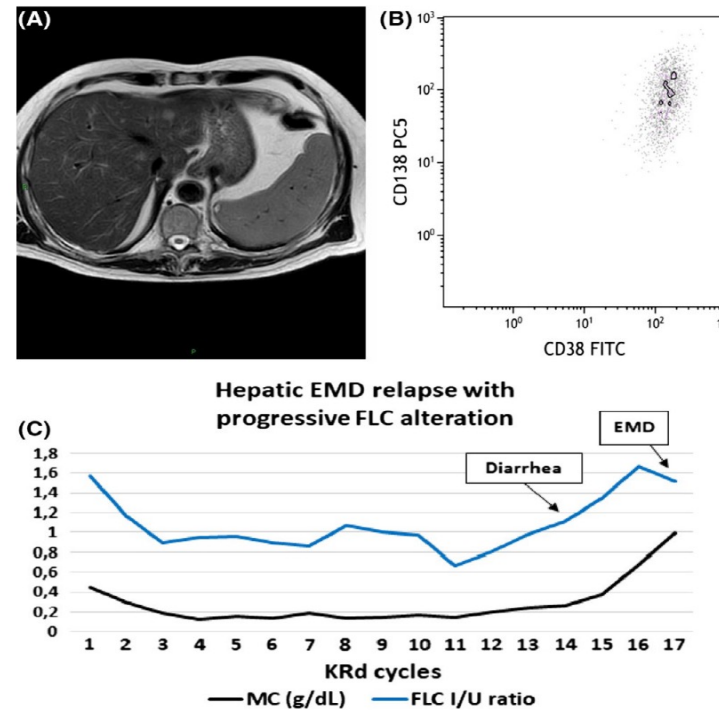 (A)
(B)
10³
10²
10¹
10⁰
CD138 PC5
10⁰ 10¹ 10²
CD38 FITC
Hepatic EMD relapse with
progressive FLC alteration
(C)
EMD
Diarrhea
1,8
1,6
1,4
1,2
1
0,8
0,6
0,4
0,2
0
1 2 3 4 5 6 7 8 9 10 11 12 13 14 15 16 17
KRd cycles
MC (g/dL) FLC I/U ratio